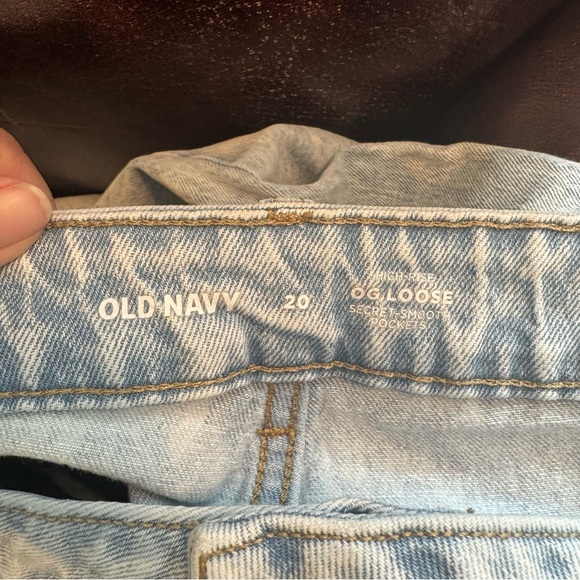 OLD NAVY
20
HIGH-RISE
OG LOOSE
SECRET-SMOOTH
POCKETS